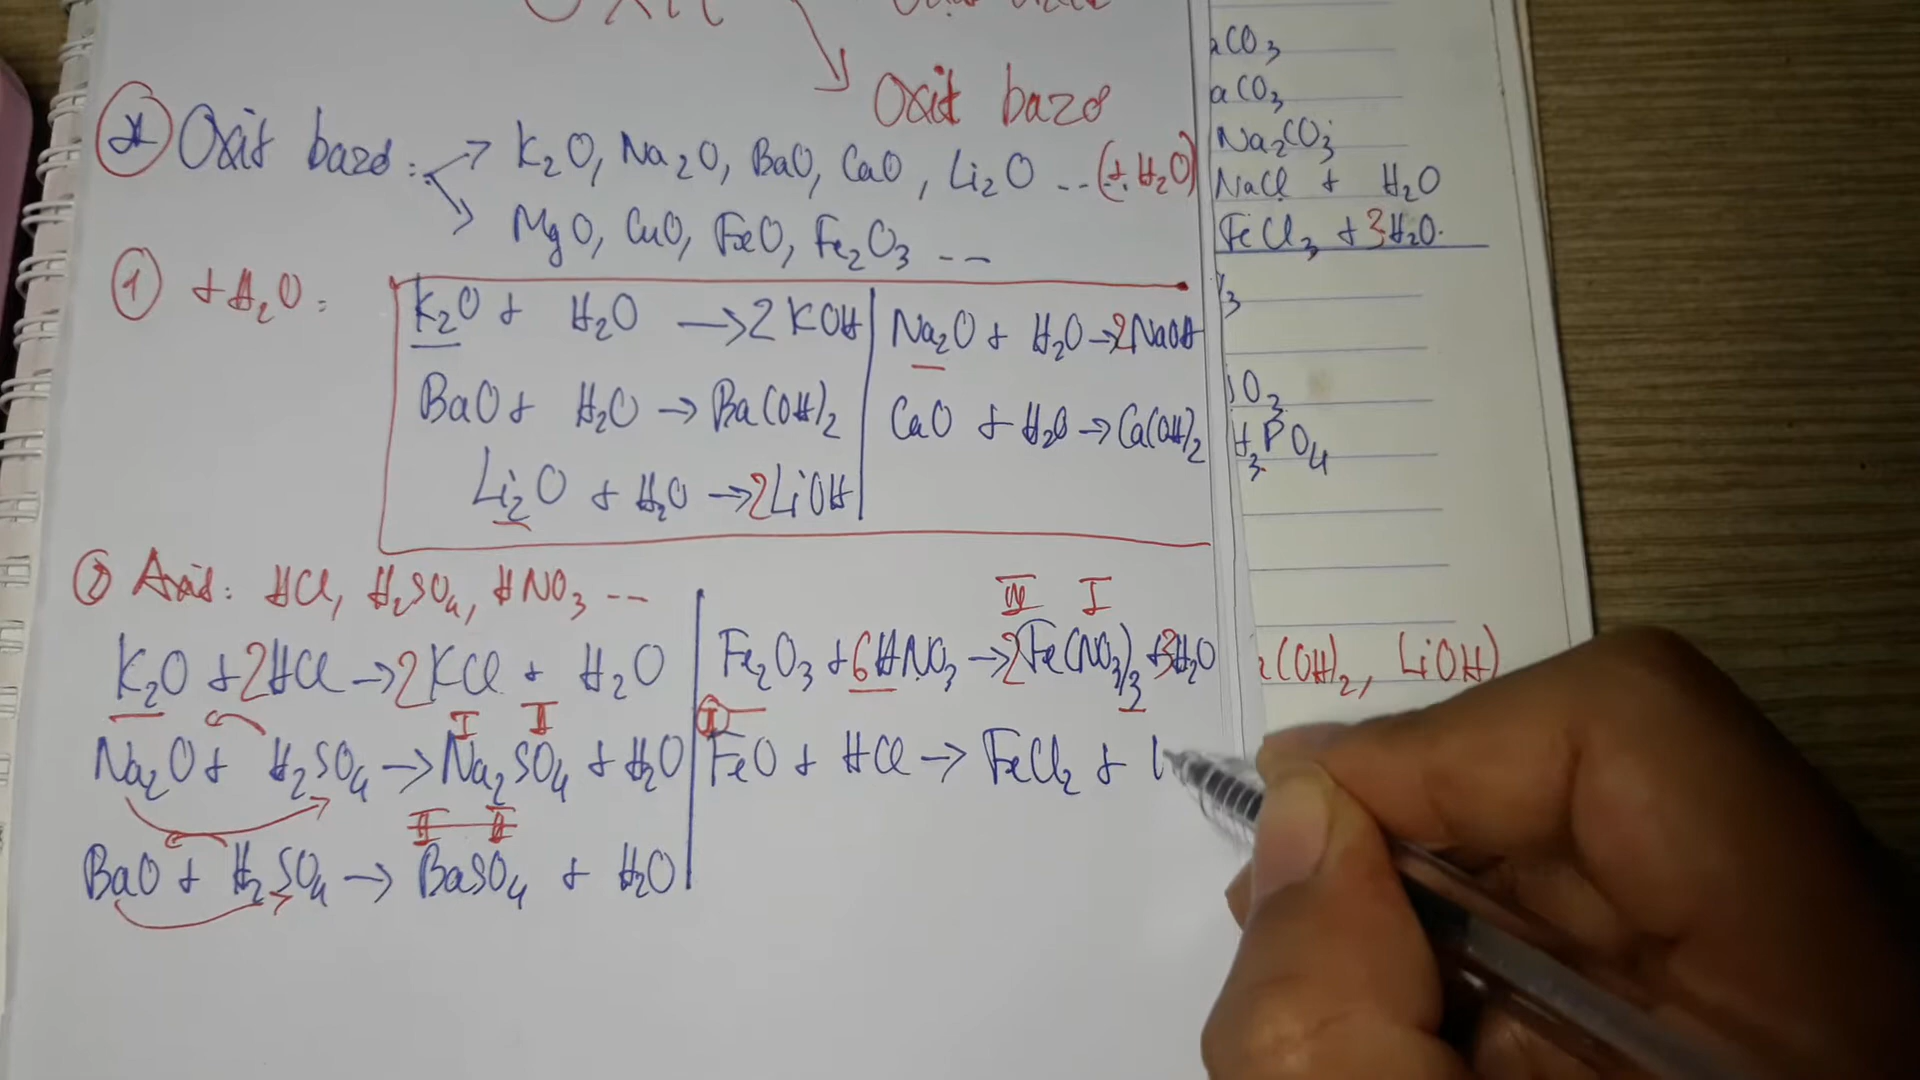 Oxit bazơ
* Oxit bazơ: K₂O, Na₂O, BaO, CaO, Li₂O ... (+ H₂O)
MgO, CuO, FeO, Fe₂O₃ ...
① + H₂O:
K₂O + H₂O → 2KOH
Na₂O + H₂O → 2NaOH
BaO + H₂O → Ba(OH)₂
CaO + H₂O → Ca(OH)₂
Li₂O + H₂O → 2LiOH
② Axit: HCl, H₂SO₄, HNO₃ ...
K₂O + 2HCl → 2KCl + H₂O
I II
Na₂O + H₂SO₄ → Na₂SO₄ + H₂O
II II
BaO + H₂SO₄ → BaSO₄ + H₂O
III I
Fe₂O₃ + 6HNO₃ → 2Fe(NO₃)₃ + 3H₂O
FeO + HCl → FeCl₂ +
aCO₃
Na₂CO₃
NaCl + H₂O
FeCl₃ + 3H₂O.
H₃PO₄
(OH)₂, LiOH)